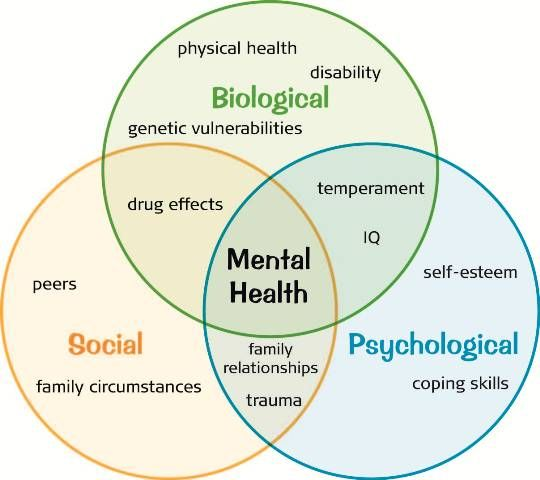 physical health
disability
Biological
genetic vulnerabilities
drug effects
temperament
IQ
Mental
Health
peers
self-esteem
Social
family
relationships
Psychological
family circumstances
trauma
coping skills